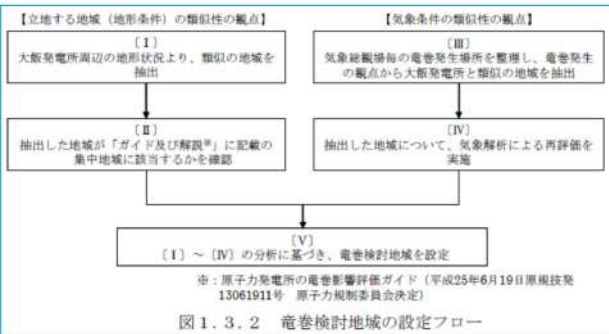 【立地する地域（地形条件）の類似性の観点】
〔Ⅰ〕
大飯発電所周辺の地形状況より、類似の地域を
抽出
〔Ⅱ〕
抽出した地域が「ガイド及び解説※」に記載の
集中地域に該当するかを確認
【気象条件の類似性の観点】
〔Ⅲ〕
気象総観場毎の竜巻発生場所を整理し、竜巻発生
の観点から大飯発電所と類似の地域を抽出
〔Ⅳ〕
抽出した地域について、気象解析による再評価を
実施
〔Ⅴ〕
〔Ⅰ〕～〔Ⅳ〕の分析に基づき、竜巻検討地域を設定
※：原子力発電所の竜巻影響評価ガイド（平成25年6月19日原規技発
13061911号　原子力規制委員会決定）
図１.３.２　竜巻検討地域の設定フロー